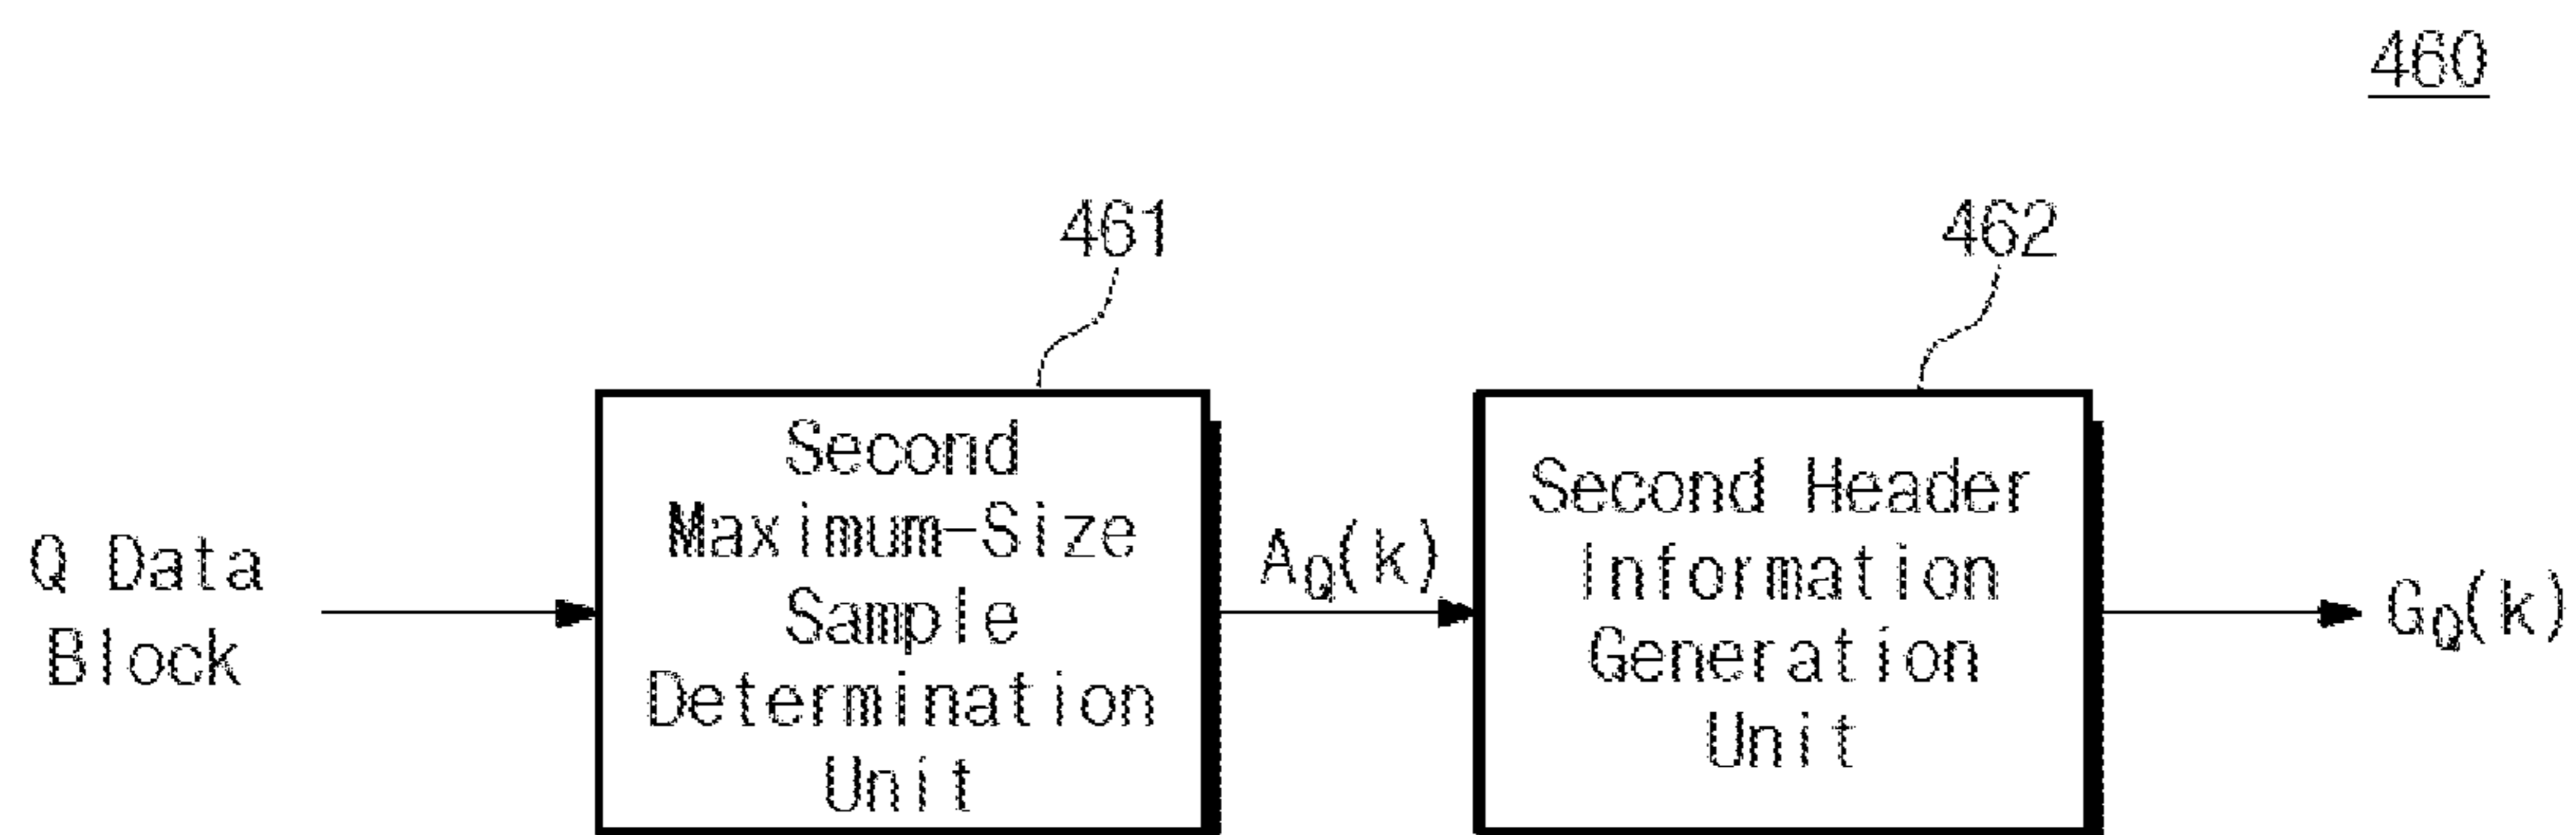 460
461
462
Q Data
Block
Second
Maximum-Size
Sample
Determination
Unit
AQ(k)
Second Header
Information
Generation
Unit
GQ(k)